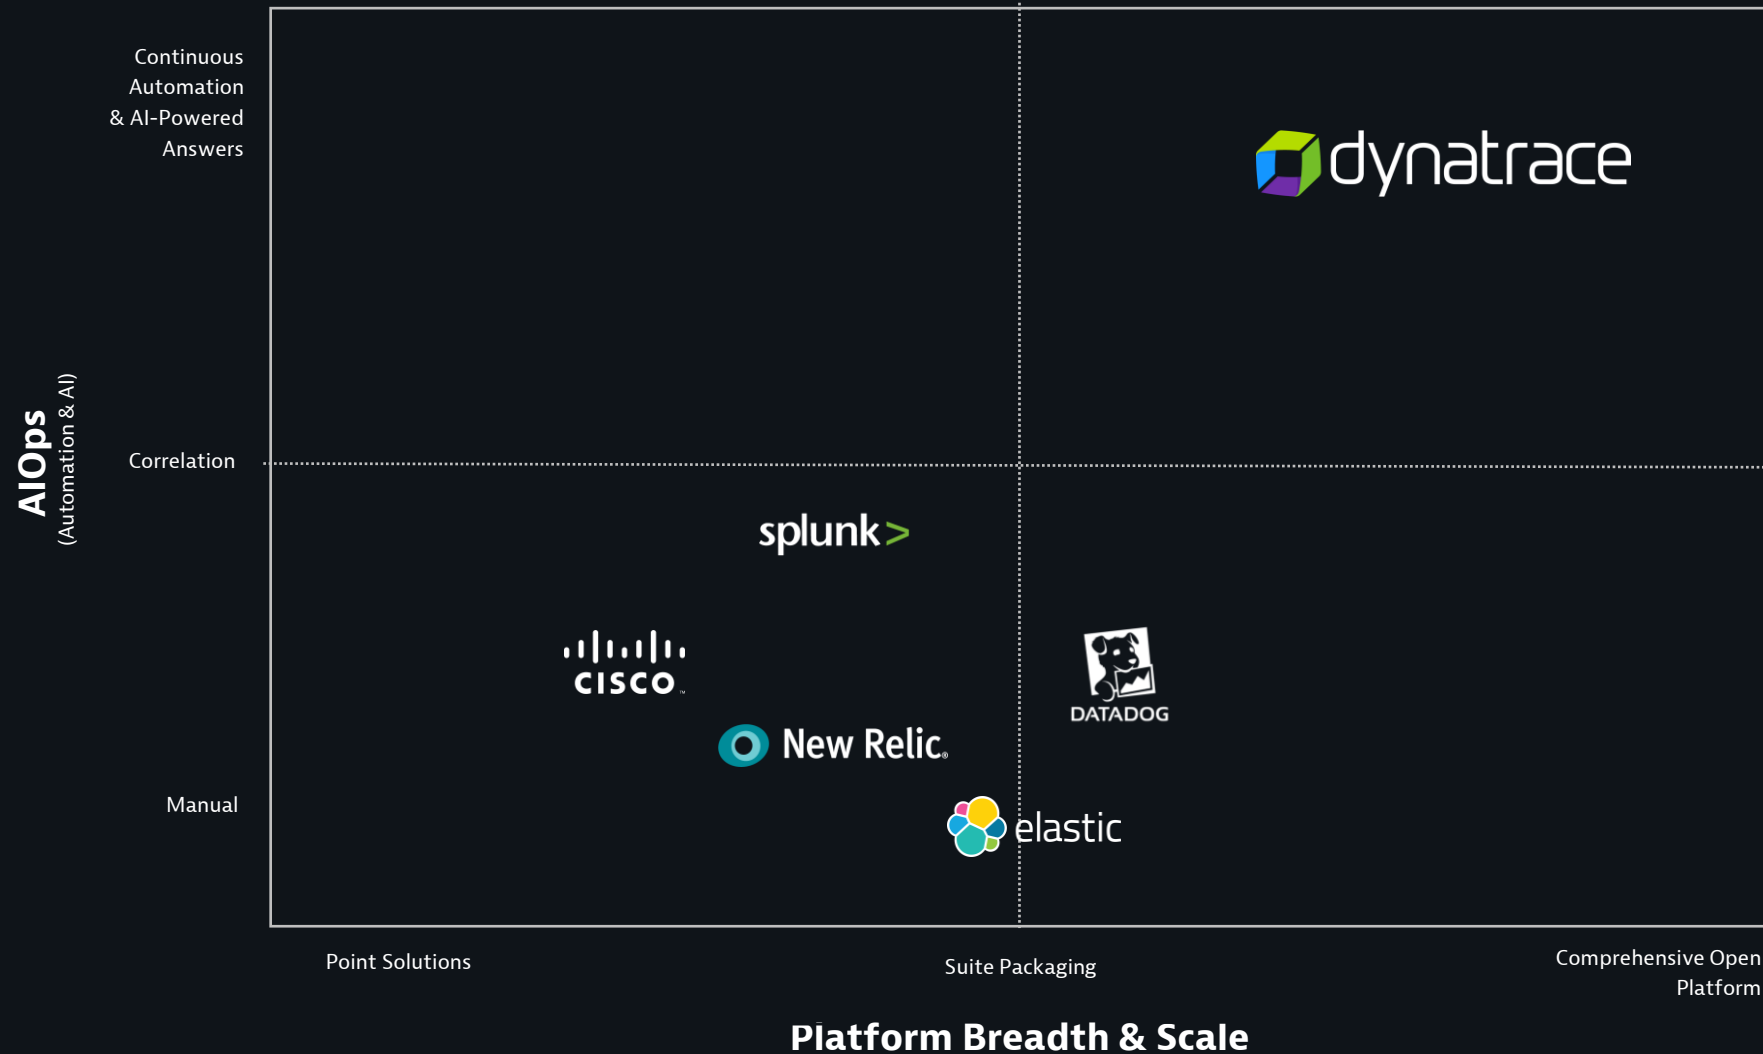 Continuous
Automation
& AI-Powered
Answers
dynatrace
AIOps
(Automation & AI)
Correlation
splunk>
CISCO™
DATADOG
New Relic®
Manual
elastic
Point Solutions
Suite Packaging
Comprehensive Open
Platform
Platform Breadth & Scale